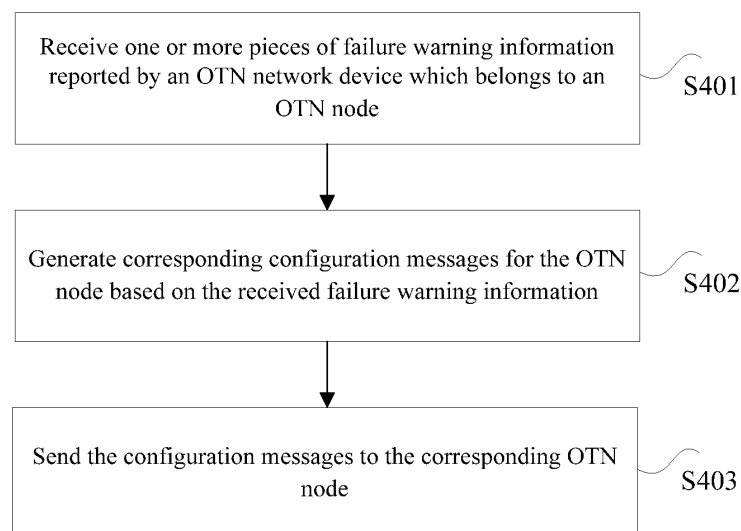 Receive one or more pieces of failure warning information
reported by an OTN network device which belongs to an
OTN node
S401
Generate corresponding configuration messages for the OTN
node based on the received failure warning information
S402
Send the configuration messages to the corresponding OTN
node
S403